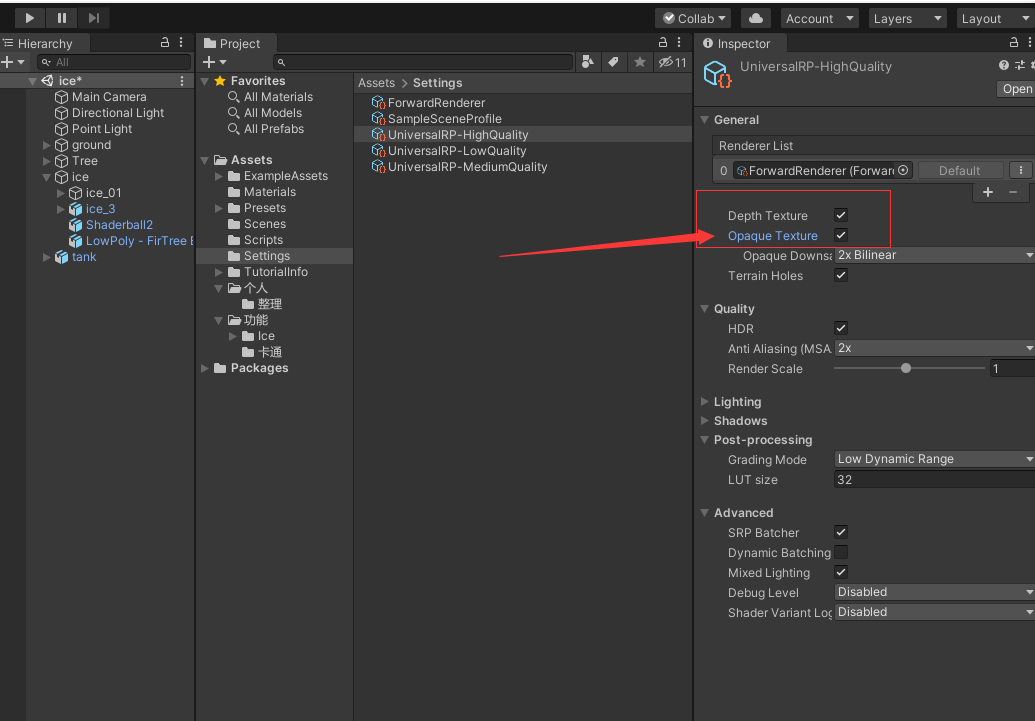 Collab
Account
Layers
Layout
Hierarchy
All
ice*
Main Camera
Directional Light
Point Light
ground
Tree
ice
ice_01
ice_3
Shaderball2
LowPoly - FirTree
tank
Project
11
Favorites
All Materials
All Models
All Prefabs
Assets
ExampleAssets
Materials
Presets
Scenes
Scripts
Settings
TutorialInfo
个人
整理
功能
Ice
卡通
Packages
Assets > Settings
ForwardRenderer
SampleSceneProfile
UniversalRP-HighQuality
UniversalRP-LowQuality
UniversalRP-MediumQuality
Inspector
UniversalRP-HighQuality
Open
General
Renderer List
0 ForwardRenderer (Forwar Default
Depth Texture
Opaque Texture
Opaque Downsa 2x Bilinear
Terrain Holes
Quality
HDR
Anti Aliasing (MSA 2x
Render Scale 1
Lighting
Shadows
Post-processing
Grading Mode Low Dynamic Range
LUT size 32
Advanced
SRP Batcher
Dynamic Batching
Mixed Lighting
Debug Level Disabled
Shader Variant Log Disabled